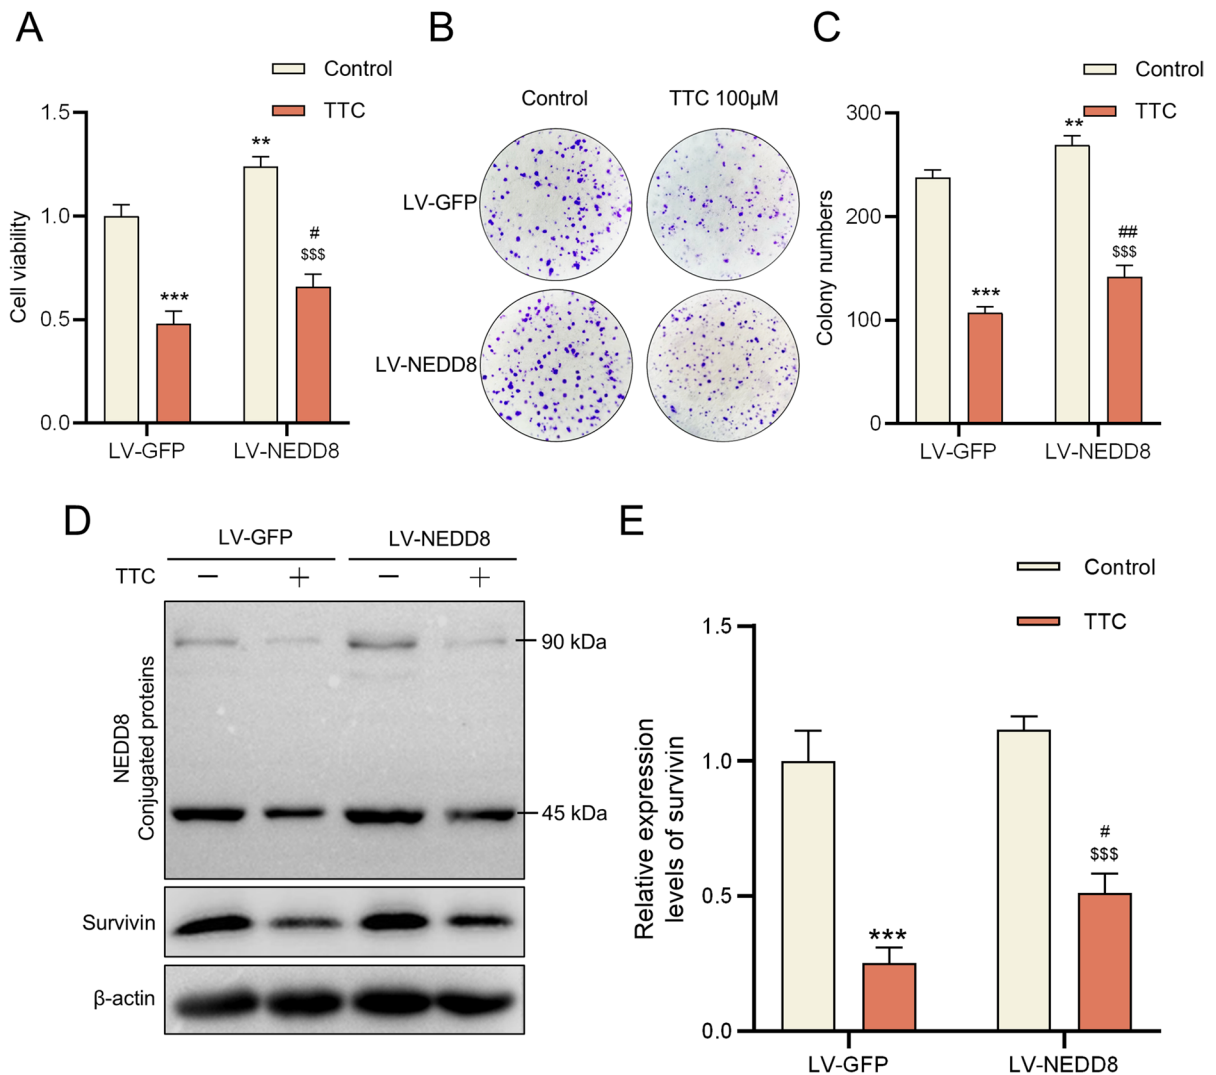 A
Control
TTC
1.5
1.0
0.5
0.0
Cell viability
**
***
#
$$$
LV-GFP
LV-NEDD8
B
Control
TTC 100µM
LV-GFP
LV-NEDD8
C
Control
TTC
300
200
100
0
Colony numbers
**
***
##
$$$
LV-GFP
LV-NEDD8
D
LV-GFP
LV-NEDD8
TTC
−
+
−
+
NEDD8
Conjugated proteins
90 kDa
45 kDa
Survivin
β-actin
E
Control
TTC
1.5
1.0
0.5
0.0
Relative expression
levels of survivin
***
#
$$$
LV-GFP
LV-NEDD8